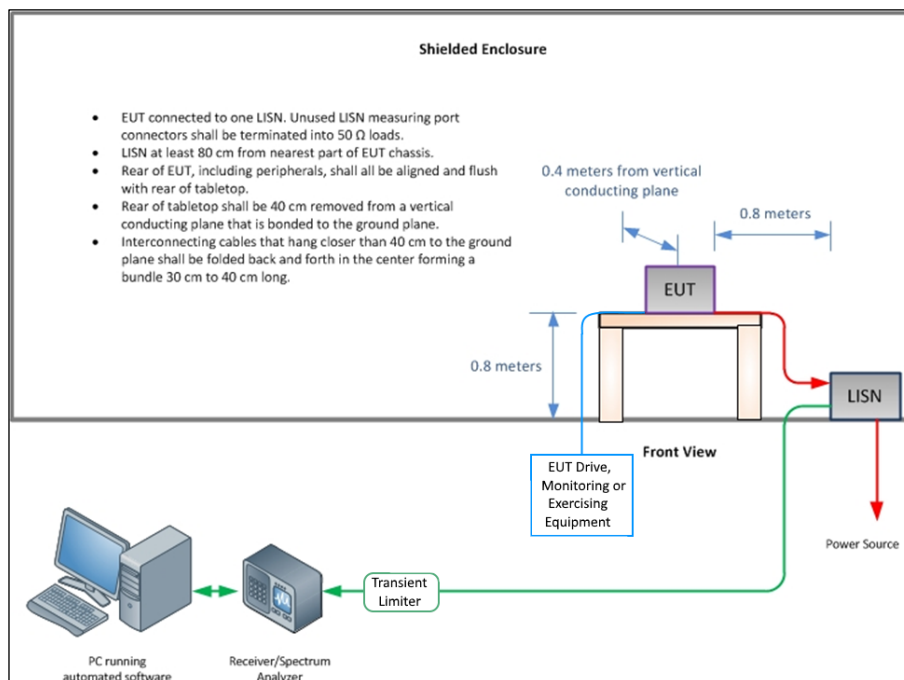 Shielded Enclosure
• EUT connected to one LISN. Unused LISN measuring port
connectors shall be terminated into 50 Ω loads.
• LISN at least 80 cm from nearest part of EUT chassis.
• Rear of EUT, including peripherals, shall all be aligned and flush
with rear of tabletop.
• Rear of tabletop shall be 40 cm removed from a vertical
conducting plane that is bonded to the ground plane.
• Interconnecting cables that hang closer than 40 cm to the ground
plane shall be folded back and forth in the center forming a
bundle 30 cm to 40 cm long.
0.4 meters from vertical
conducting plane
0.8 meters
EUT
0.8 meters
LISN
Front View
EUT Drive,
Monitoring or
Exercising
Equipment
Power Source
Transient
Limiter
PC running
automated software
Receiver/Spectrum
Analyzer